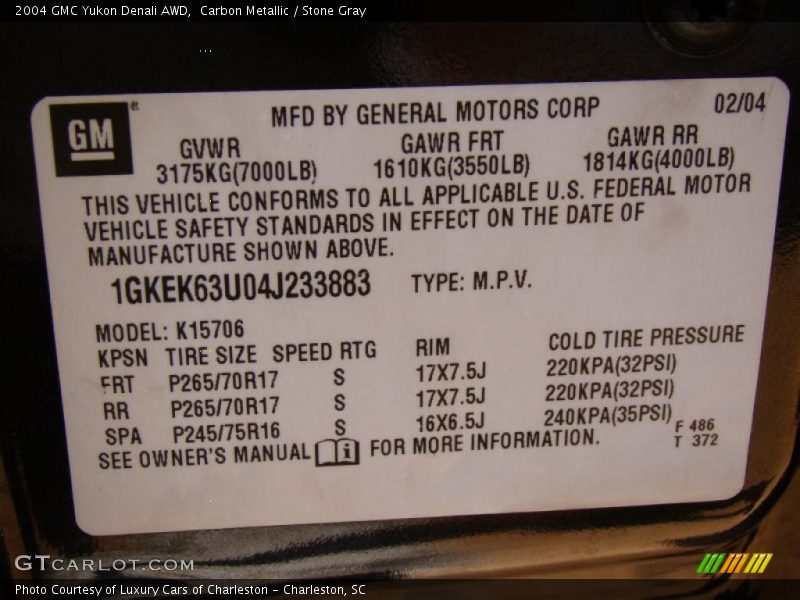 2004 GMC Yukon Denali AWD,  Carbon Metallic / Stone Gray
GM ® MFD BY GENERAL MOTORS CORP 02/04
GVWR GAWR FRT GAWR RR
3175KG(7000LB) 1610KG(3550LB) 1814KG(4000LB)
THIS VEHICLE CONFORMS TO ALL APPLICABLE U.S. FEDERAL MOTOR
VEHICLE SAFETY STANDARDS IN EFFECT ON THE DATE OF
MANUFACTURE SHOWN ABOVE.
1GKEK63U04J233883 TYPE: M.P.V.
MODEL: K15706
KPSN TIRE SIZE SPEED RTG RIM COLD TIRE PRESSURE
FRT P265/70R17 S 17X7.5J 220KPA(32PSI)
RR P265/70R17 S 17X7.5J 220KPA(32PSI)
SPA P245/75R16 S 16X6.5J 240KPA(35PSI)
SEE OWNER'S MANUAL i FOR MORE INFORMATION.
F 486
T 372
GTCARLOT.COM
Photo Courtesy of Luxury Cars of Charleston - Charleston, SC